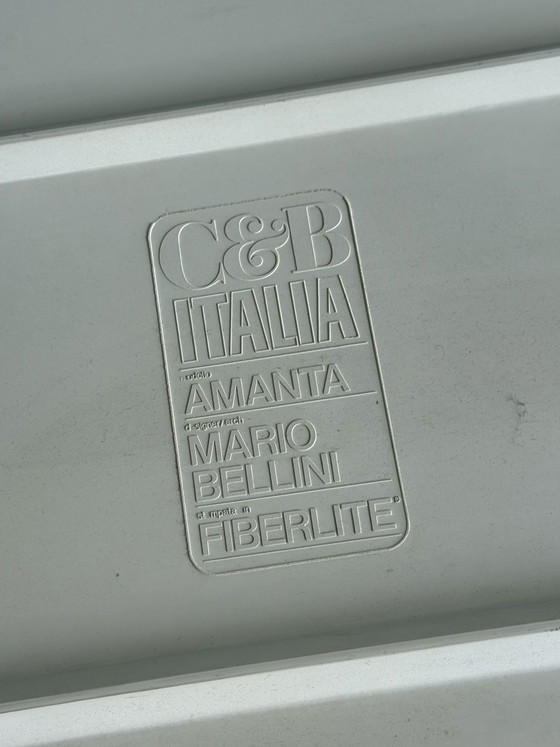 C&B
ITALIA
modello
AMANTA
designer/arch
MARIO
BELLINI
stampata in
FIBERLITE®